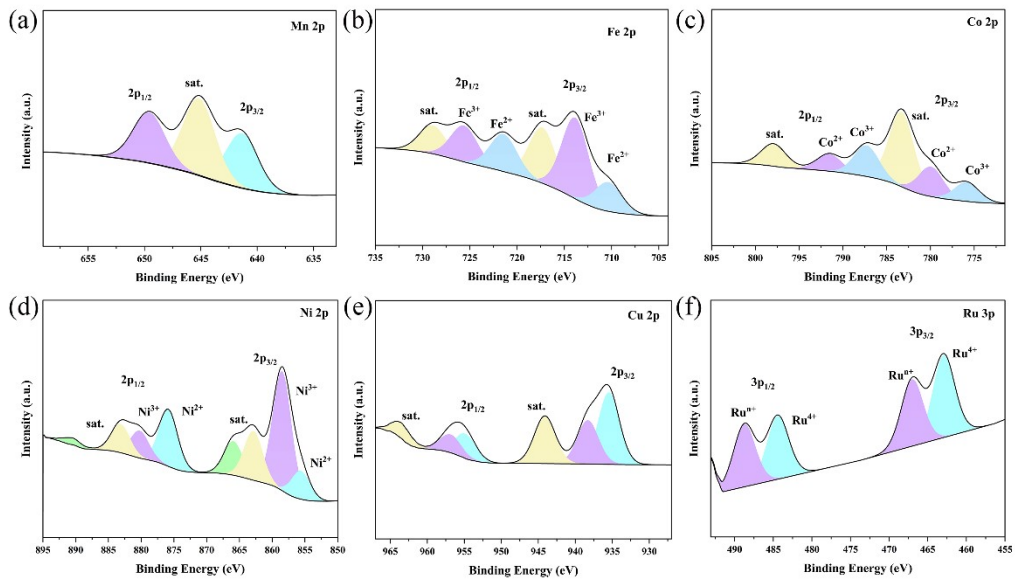 (a)
Mn 2p
2p1/2
sat.
2p3/2
Intensity (a.u.)
655 650 645 640 635
Binding Energy (eV)
(b)
Fe 2p
2p1/2
2p3/2
sat.
Fe3+
Fe2+
sat.
Fe3+
Fe2+
Intensity (a.u.)
735 730 725 720 715 710 705
Binding Energy (eV)
(c)
Co 2p
2p1/2
2p3/2
sat.
Co2+
Co3+
sat.
Co2+
Co3+
Intensity (a.u.)
805 800 795 790 785 780 775
Binding Energy (eV)
(d)
Ni 2p
2p1/2
2p3/2
sat.
Ni3+
Ni2+
sat.
Ni3+
Ni2+
Intensity (a.u.)
895 890 885 880 875 870 865 860 855 850
Binding Energy (eV)
(e)
Cu 2p
2p3/2
sat.
2p1/2
sat.
Intensity (a.u.)
965 960 955 950 945 940 935 930
Binding Energy (eV)
(f)
Ru 3p
3p3/2
3p1/2
Run+
Ru4+
Run+
Ru4+
Intensity (a.u.)
490 485 480 475 470 465 460 455
Binding Energy (eV)